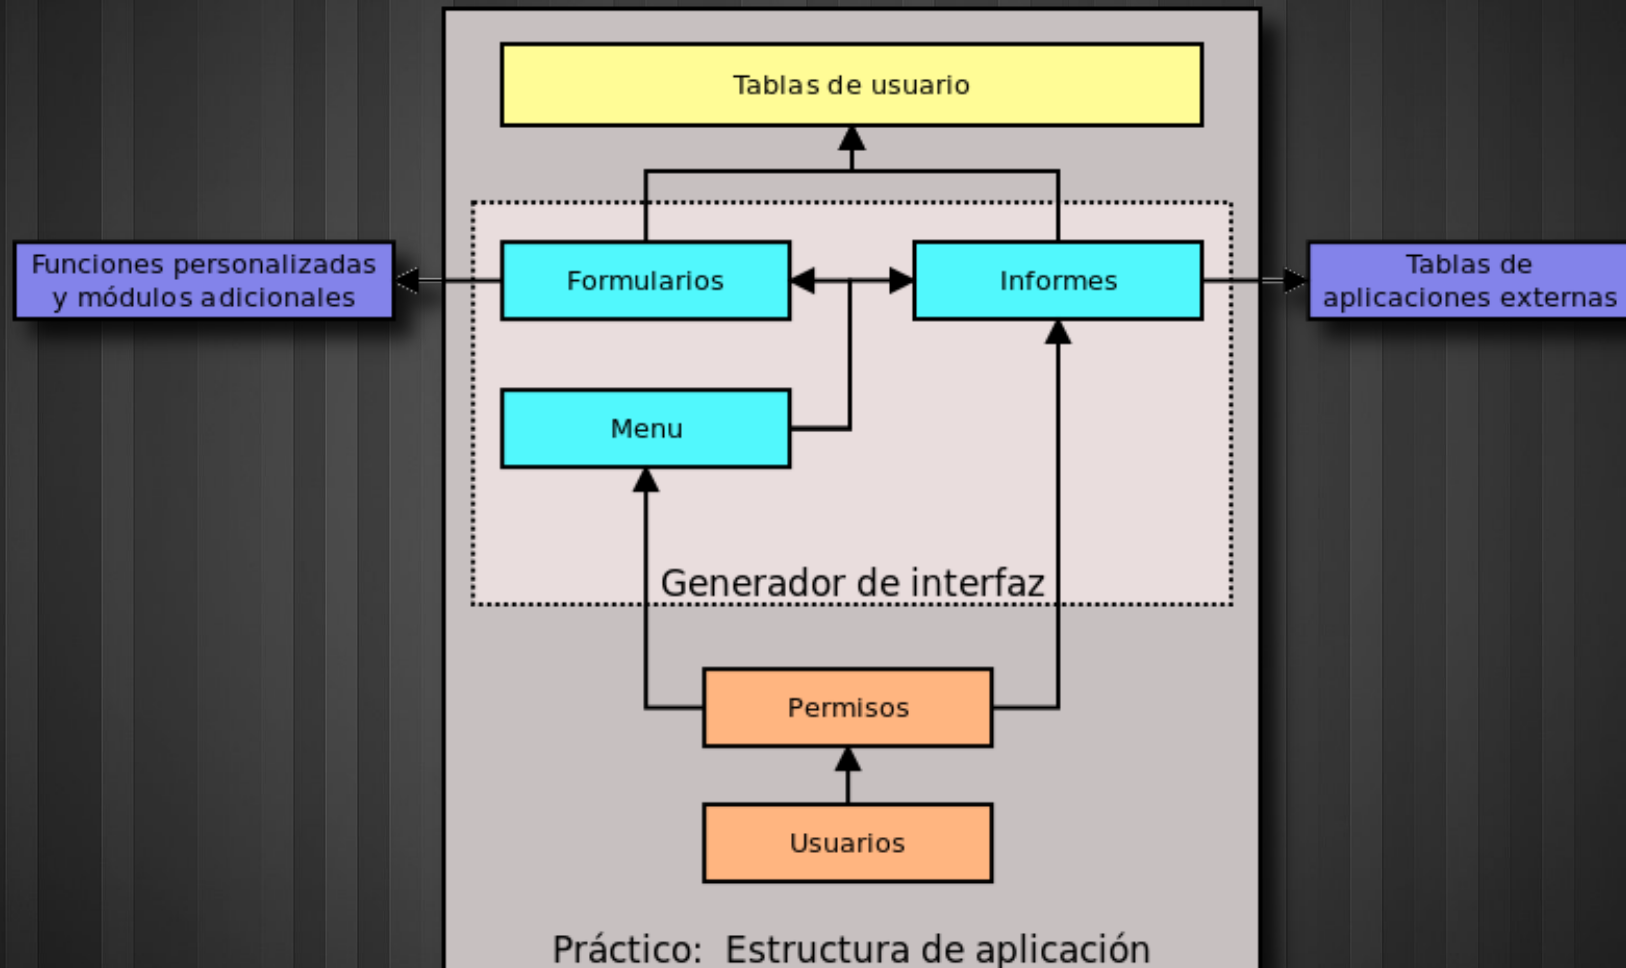 Tablas de usuario
Funciones personalizadas
y módulos adicionales
Formularios
Informes
Tablas de
aplicaciones externas
Menu
Generador de interfaz
Permisos
Usuarios
Práctico:  Estructura de aplicación